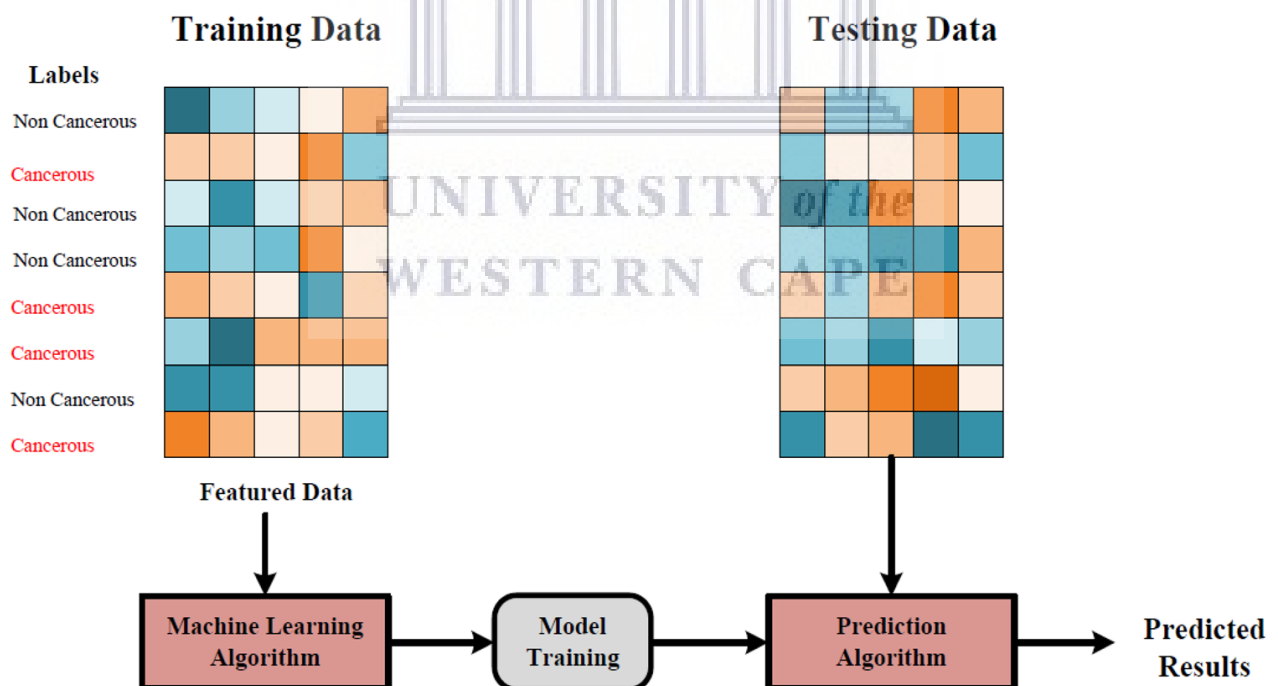 Training Data
Testing Data
Labels
Non Cancerous
Cancerous
Non Cancerous
Non Cancerous
Cancerous
Cancerous
Non Cancerous
Cancerous
UNIVERSITY of the
WESTERN CAPE
Featured Data
Machine Learning
Algorithm
Model
Training
Prediction
Algorithm
Predicted
Results